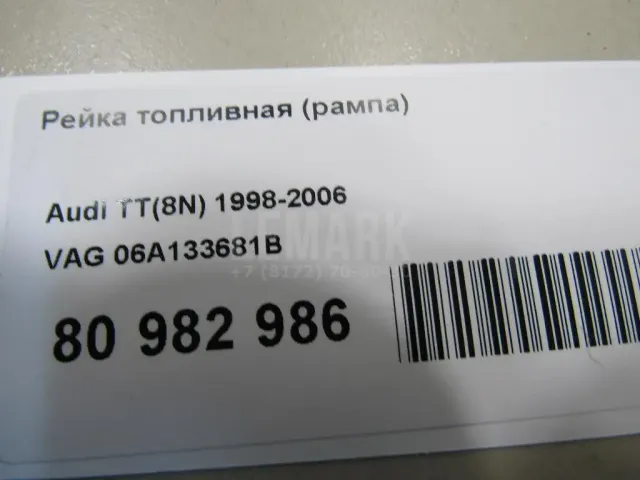 Рейка топливная (рампа)
Audi TT(8N) 1998-2006
VAG 06A133681B
80 982 986